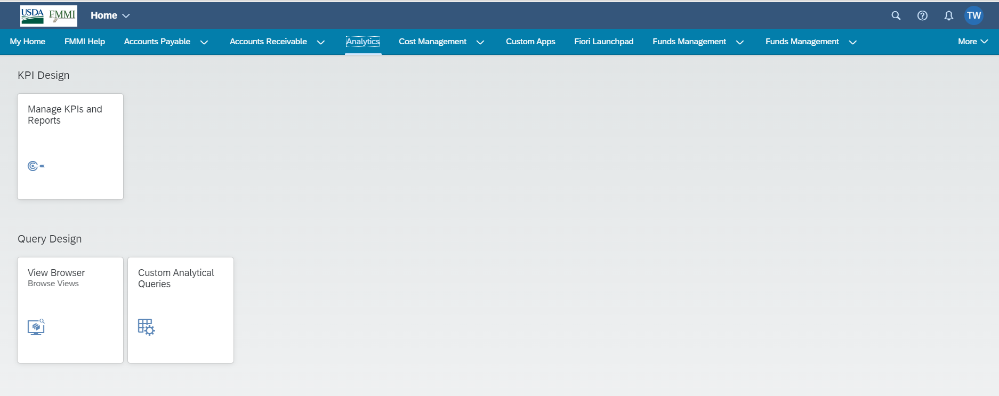 USDA FMMI Home TW
My Home FMMI Help Accounts Payable Accounts Receivable Analytics Cost Management Custom Apps Fiori Launchpad Funds Management Funds Management More
KPI Design
Manage KPIs and
Reports
Query Design
View Browser
Browse Views
Custom Analytical
Queries